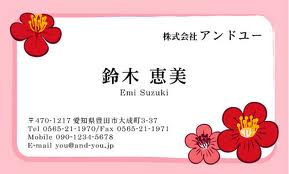 株式会社 アンドユー
鈴木 恵美
Emi Suzuki
〒470-1217 愛知県豊田市大成町3-37
Tel 0565-21-1970/Fax 0565-21-1971
Mobile 090-1234-5678
E-mail you@and-you.jp